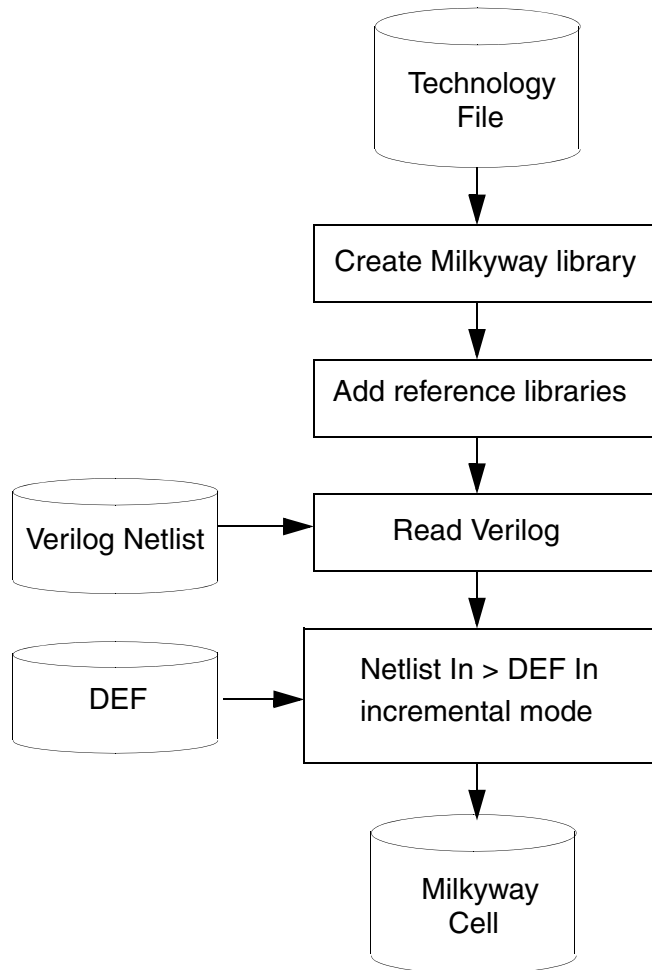 Technology
File
Create Milkyway library
Add reference libraries
Verilog Netlist
Read Verilog
DEF
Netlist In > DEF In
incremental mode
Milkyway
Cell